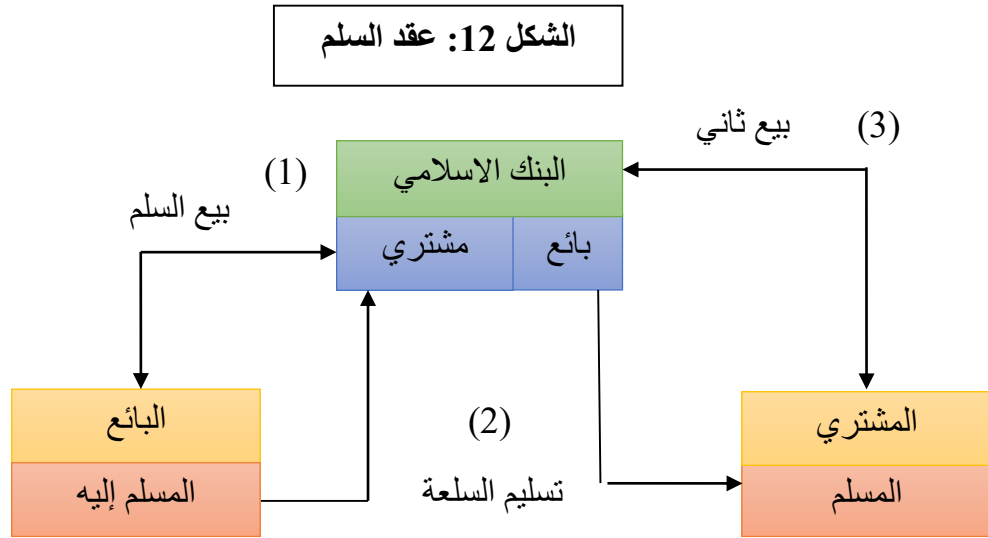 الشكل 12: عقد السلم
(3) بيع ثاني
البنك الاسلامي
(1)
بيع السلم
بائع
مشتري
المشتري
المسلم
(2)
تسليم السلعة
البائع
المسلم إليه